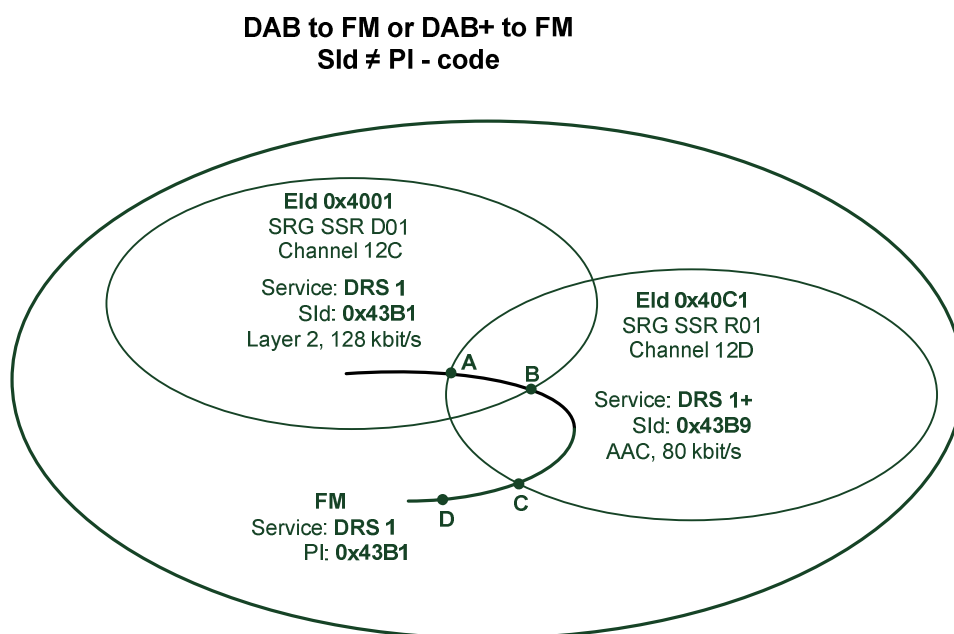 DAB to FM or DAB+ to FM
SId ≠ PI - code
EId 0x4001
SRG SSR D01
Channel 12C
Service: DRS 1
SId: 0x43B1
Layer 2, 128 kbit/s
EId 0x40C1
SRG SSR R01
Channel 12D
Service: DRS 1+
SId: 0x43B9
AAC, 80 kbit/s
A
B
C
D
FM
Service: DRS 1
PI: 0x43B1